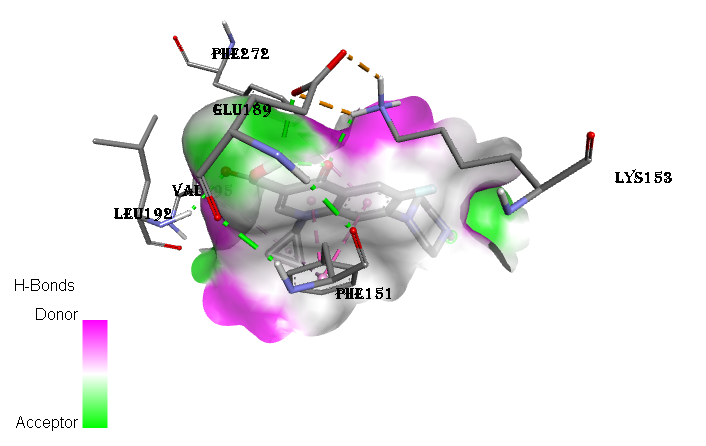 PHE272
GLU189
LYS153
LEU192
PHE151
H-Bonds
Donor
Acceptor